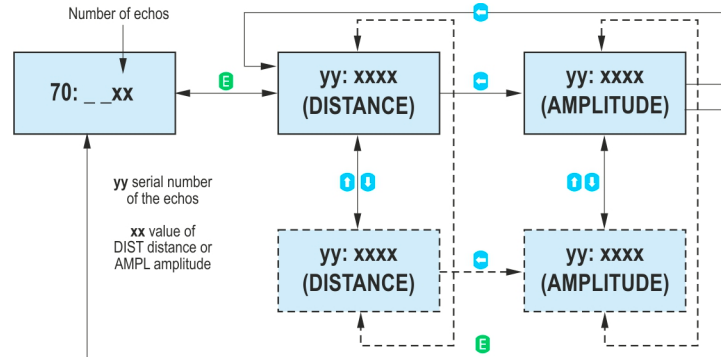 Number of echos
70: _ _xx
E
yy: xxxx
(DISTANCE)
yy: xxxx
(AMPLITUDE)
yy serial number
of the echos
xx value of
DIST distance or
AMPL amplitude
yy: xxxx
(DISTANCE)
yy: xxxx
(AMPLITUDE)
E